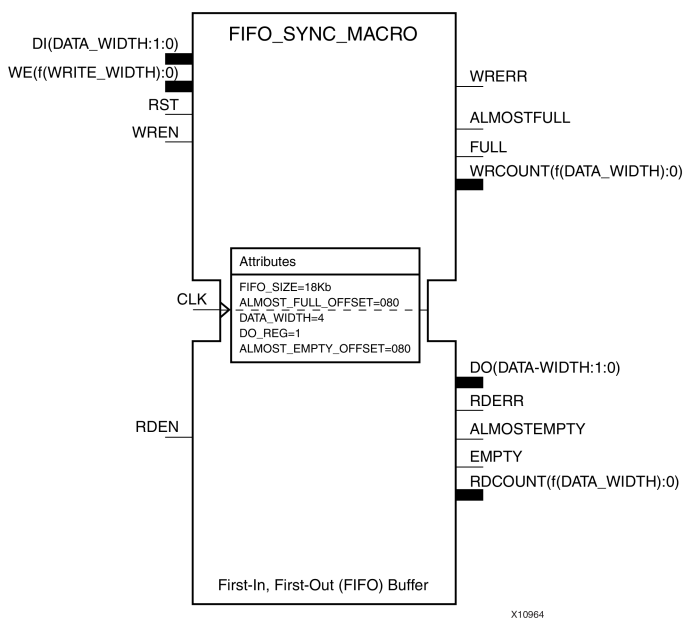 FIFO_SYNC_MACRO
DI(DATA_WIDTH:1:0)
WE(f(WRITE_WIDTH):0)
RST
WREN
WRERR
ALMOSTFULL
FULL
WRCOUNT(f(DATA_WIDTH):0)
Attributes
FIFO_SIZE=18Kb
ALMOST_FULL_OFFSET=080
DATA_WIDTH=4
DO_REG=1
ALMOST_EMPTY_OFFSET=080
CLK
DO(DATA-WIDTH:1:0)
RDERR
RDEN
ALMOSTEMPTY
EMPTY
RDCOUNT(f(DATA_WIDTH):0)
First-In, First-Out (FIFO) Buffer
X10964